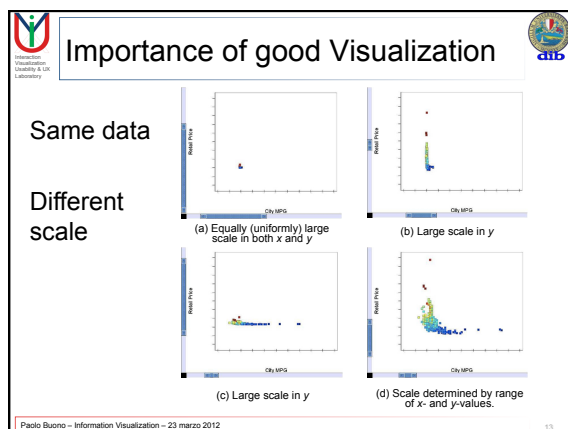 Interaction
Visualization
Usability & UX
Laboratory
Importance of good Visualization
dib
Same data
Different
scale
Retail Price
City MPG
(a) Equally (uniformly) large
scale in both x and y
Retail Price
City MPG
(b) Large scale in y
Retail Price
City MPG
(c) Large scale in y
Retail Price
City MPG
(d) Scale determined by range
of x- and y-values.
Paolo Buono – Information Visualization – 23 marzo 2012
13